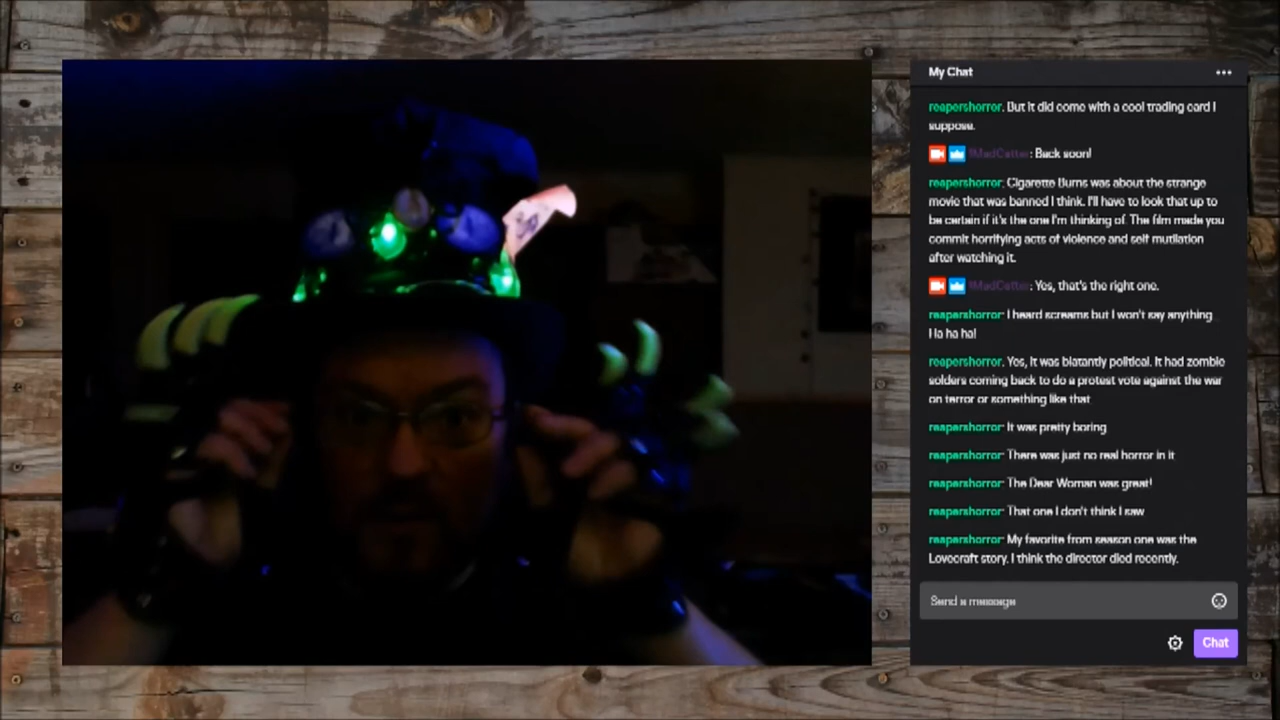 My Chat
reapershorror: But it did come with a cool trading card I
suppose.
!MadCatter: Back soon!
reapershorror: Cigarette Burns was about the strange
movie that was banned I think. I'll have to look that up to
be certain if it's the one I'm thinking of. The film made you
commit horrifying acts of violence and self mutilation
after watching it.
!MadCatter: Yes, that's the right one.
reapershorror: I heard screams but I won't say anything.
Ha ha ha!
reapershorror: Yes, it was blatantly political. It had zombie
solders coming back to do a protest vote against the war
on terror or something like that
reapershorror: It was pretty boring
reapershorror: There was just no real horror in it
reapershorror: The Dear Woman was great!
reapershorror: That one I don't think I saw
reapershorror: My favorite from season one was the
Lovecraft story. I think the director died recently.
Send a message
Chat